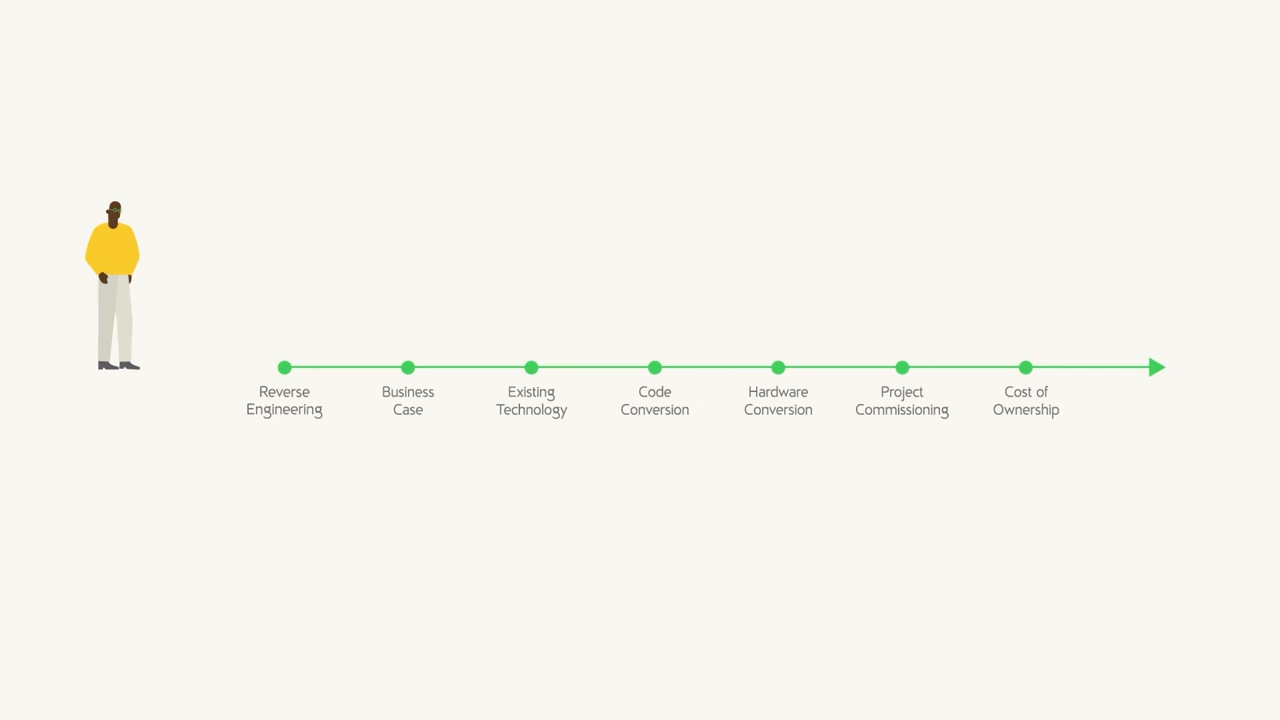 Reverse
Engineering
Business
Case
Existing
Technology
Code
Conversion
Hardware
Conversion
Project
Commissioning
Cost of
Ownership